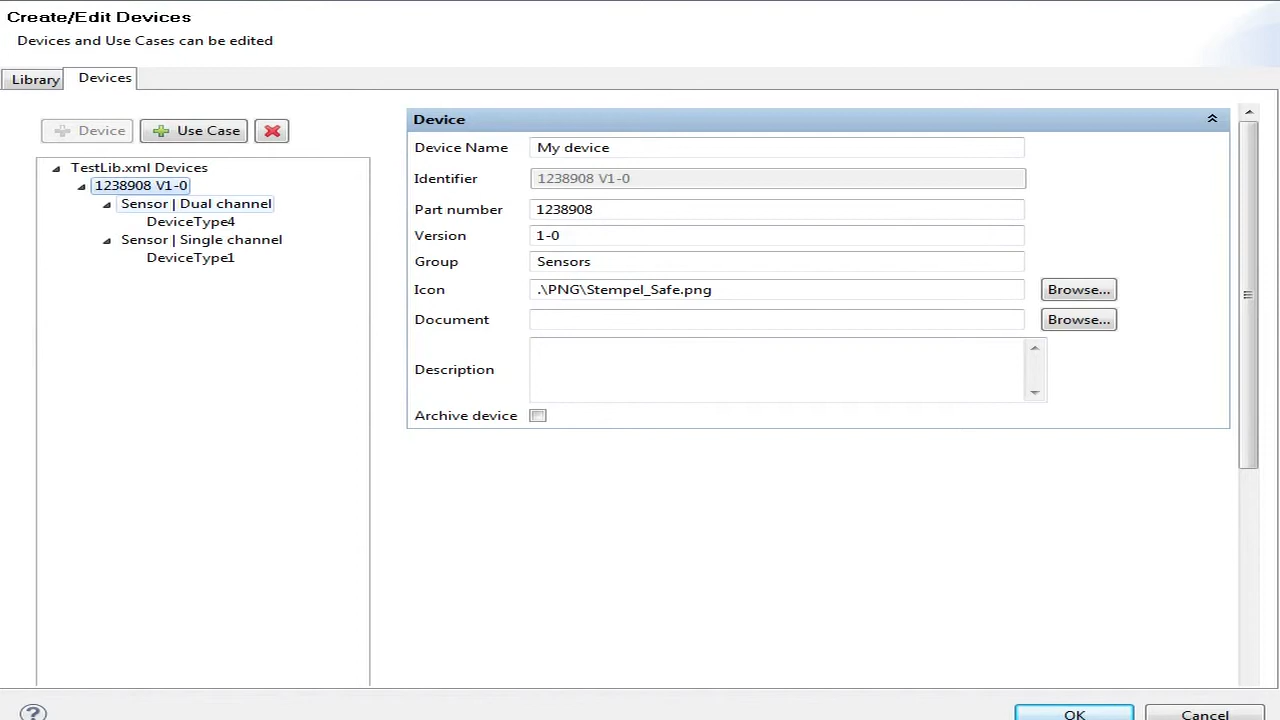 Create/Edit Devices
Devices and Use Cases can be edited
Library Devices
Device Use Case
TestLib.xml Devices
1238908 V1-0
Sensor | Dual channel
DeviceType4
Sensor | Single channel
DeviceType1
Device
Device Name My device
Identifier 1238908 V1-0
Part number 1238908
Version 1-0
Group Sensors
Icon .\PNG\Stempel_Safe.png Browse...
Document Browse...
Description
Archive device
? OK Cancel